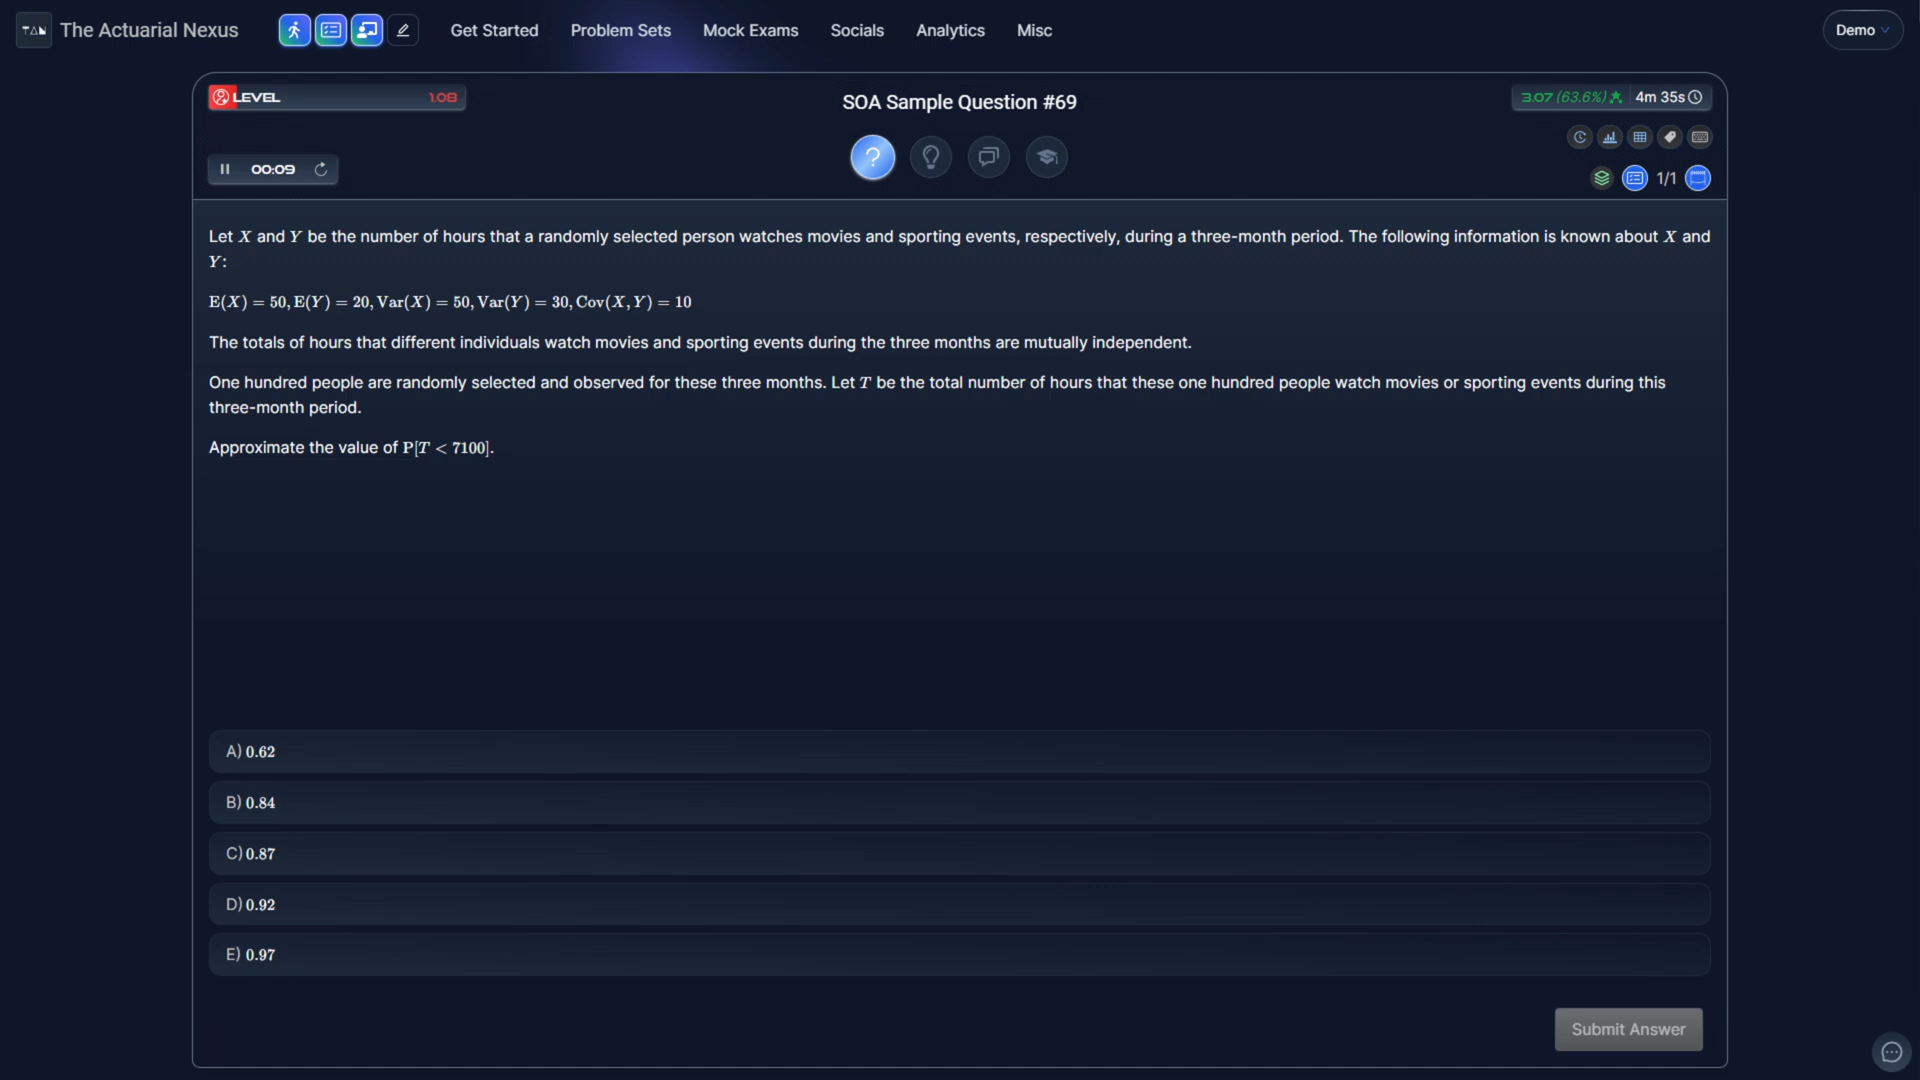 TAN The Actuarial Nexus Get Started Problem Sets Mock Exams Socials Analytics Misc Demo
LEVEL 1.08
SOA Sample Question #69
3.07 (63.6%) 4m 35s
?
00:09
1/1
Let X and Y be the number of hours that a randomly selected person watches movies and sporting events, respectively, during a three-month period. The following information is known about X and
Y:
E(X) = 50, E(Y) = 20, Var(X) = 50, Var(Y) = 30, Cov(X, Y) = 10
The totals of hours that different individuals watch movies and sporting events during the three months are mutually independent.
One hundred people are randomly selected and observed for these three months. Let T be the total number of hours that these one hundred people watch movies or sporting events during this
three-month period.
Approximate the value of P[T < 7100].
A) 0.62
B) 0.84
C) 0.87
D) 0.92
E) 0.97
Submit Answer